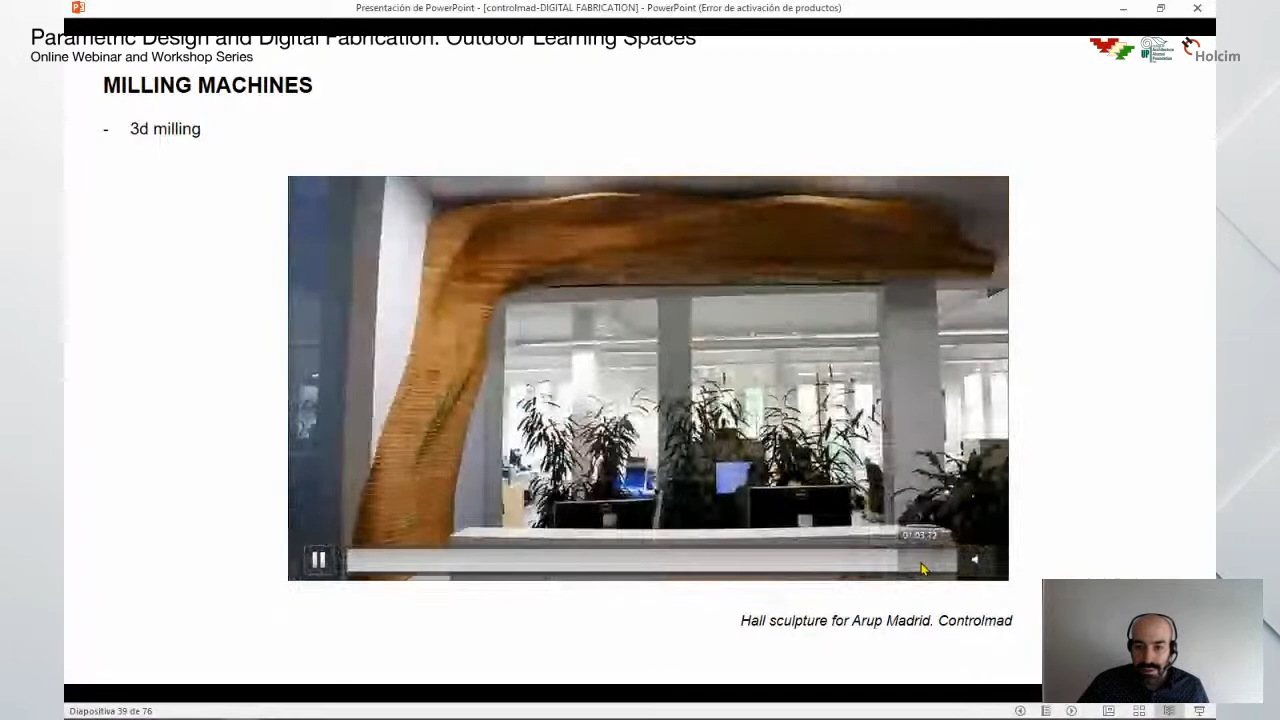 Presentación de PowerPoint - [controlmad-DIGITAL FABRICATION] - PowerPoint (Error de activación de productos)
Parametric Design and Digital Fabrication: Outdoor Learning Spaces
Online Webinar and Workshop Series
Holcim
MILLING MACHINES
- 3d milling
Hall sculpture for Arup Madrid. Controlmad
Diapositiva 39 de 76